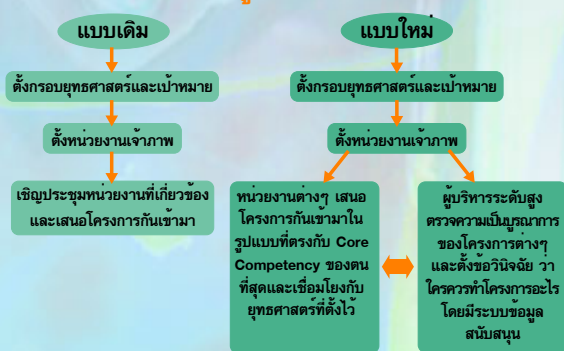 แบบเดิม
ตั้งกรอบยุทธศาสตร์และเป้าหมาย
ตั้งหน่วยงานเจ้าภาพ
เชิญประชุมหน่วยงานที่เกี่ยวข้อง
และเสนอโครงการกันเข้ามา
แบบใหม่
ตั้งกรอบยุทธศาสตร์และเป้าหมาย
ตั้งหน่วยงานเจ้าภาพ
หน่วยงานต่างๆ เสนอ
โครงการกันเข้ามาใน
รูปแบบที่ตรงกับ Core
Competency ของตน
ที่สุดและเชื่อมโยงกับ
ยุทธศาสตร์ที่ตั้งไว้
ผู้บริหารระดับสูง
ตรวจความเป็นบูรณาการ
ของโครงการต่างๆ
และตั้งข้อวินิจฉัย ว่า
ใครควรทำโครงการอะไร
โดยมีระบบข้อมูล
สนับสนุน